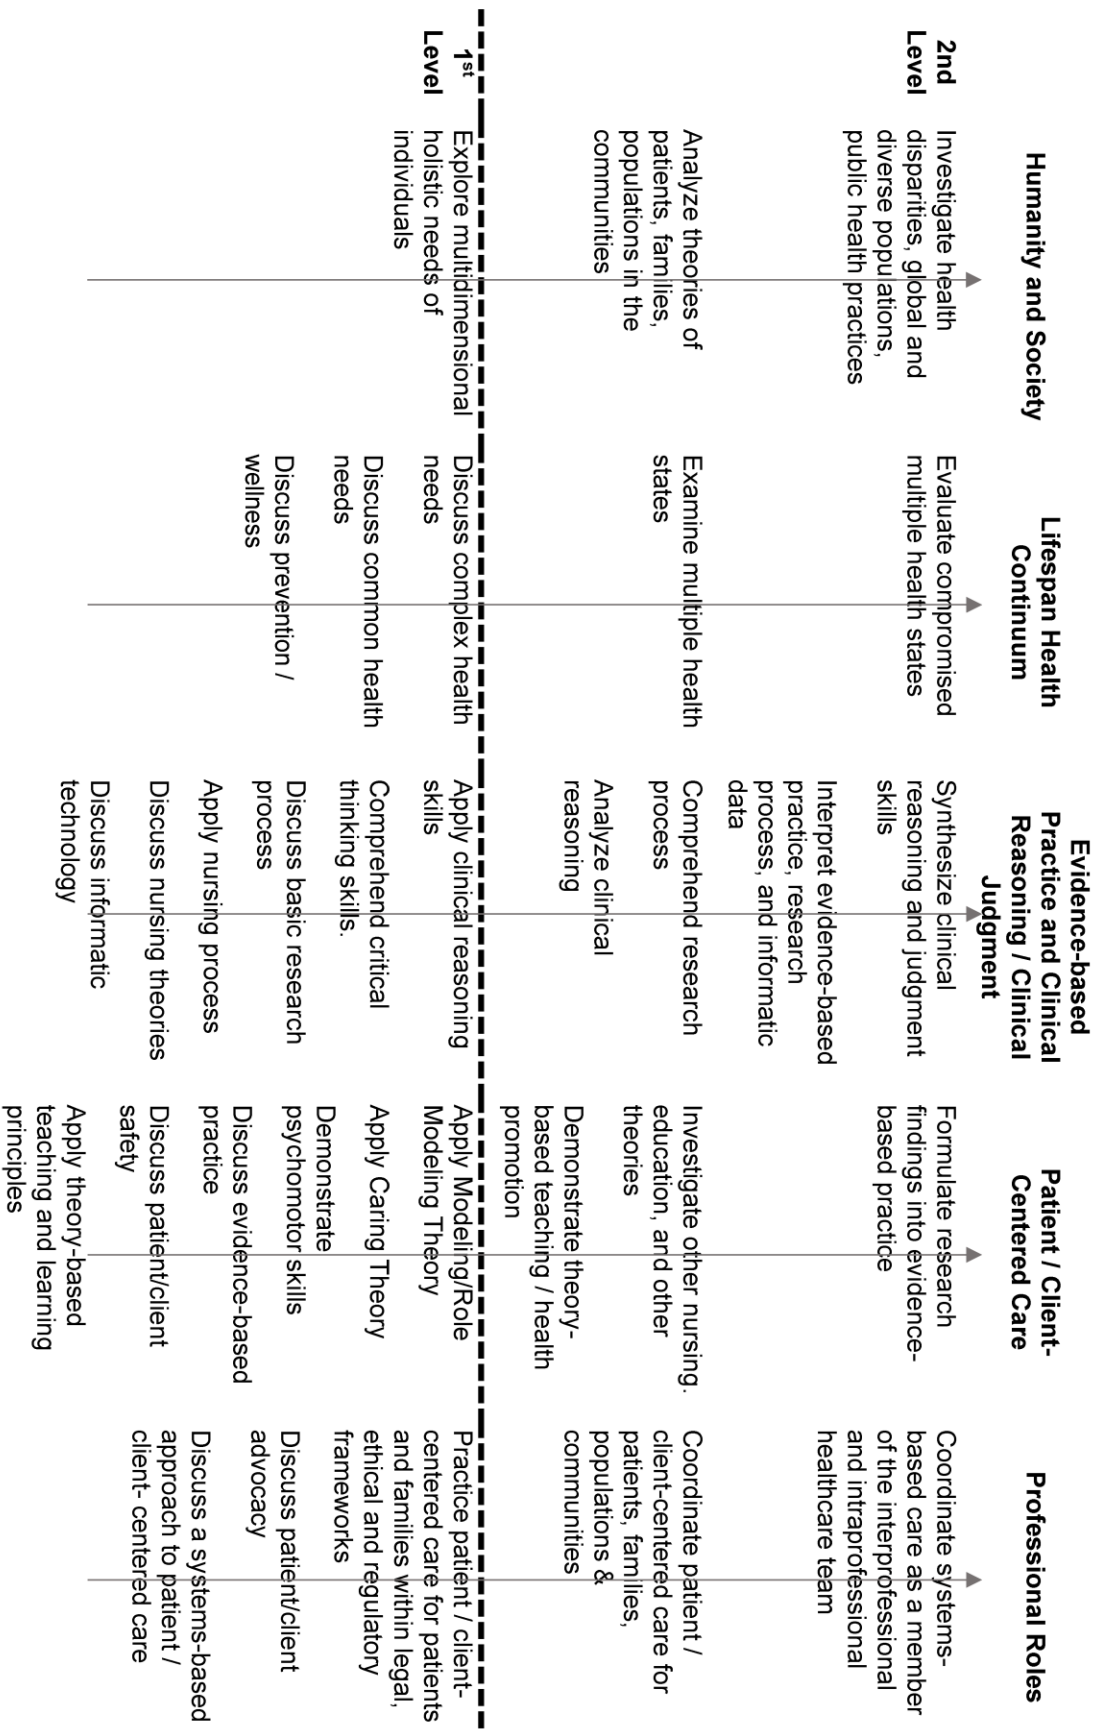 Humanity and Society
Lifespan Health
Continuum
Evidence-based
Practice and Clinical
Reasoning / Clinical
Judgment
Patient / Client-
Centered Care
Professional Roles
2nd
Level
Investigate health
disparities, global and
diverse populations,
public health practices
Analyze theories of
patients, families,
populations in the
communities
Evaluate compromised
multiple health states
Examine multiple health
states
Synthesize clinical
reasoning and judgment
skills
Interpret evidence-based
practice, research
process, and informatic
data
Comprehend research
process
Analyze clinical
reasoning
Formulate research
findings into evidence-
based practice
Investigate other nursing.
education, and other
theories
Demonstrate theory-
based teaching / health
promotion
Coordinate systems-
based care as a member
of the interprofessional
and intraprofessional
healthcare team
Coordinate patient /
client-centered care for
patients, families,
populations &
communities
1st
Level
Explore multidimensional
holistic needs of
individuals
Discuss complex health
needs
Discuss common health
needs
Discuss prevention /
wellness
Apply clinical reasoning
skills
Comprehend critical
thinking skills.
Discuss basic research
process
Apply nursing process
Discuss nursing theories
Discuss informatic
technology
Apply Modeling/Role
Modeling Theory
Apply Caring Theory
Demonstrate
psychomotor skills
Discuss evidence-based
practice
Discuss patient/client
safety
Apply theory-based
teaching and learning
principles
Practice patient / client-
centered care for patients
and families within legal,
ethical and regulatory
frameworks
Discuss patient/client
advocacy
Discuss a systems-based
approach to patient /
client- centered care